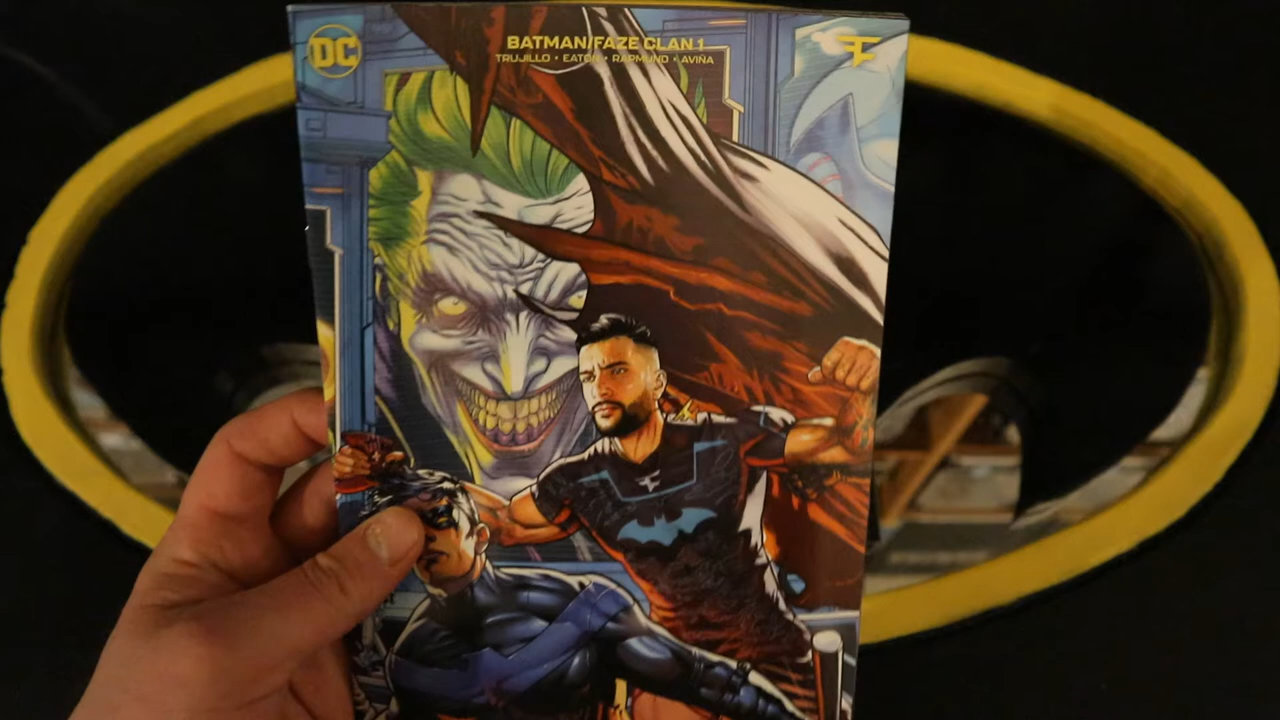 DC
BATMAN/FAZE CLAN 1
TRUJILLO • EATON • RAPMUND • AVIÑA